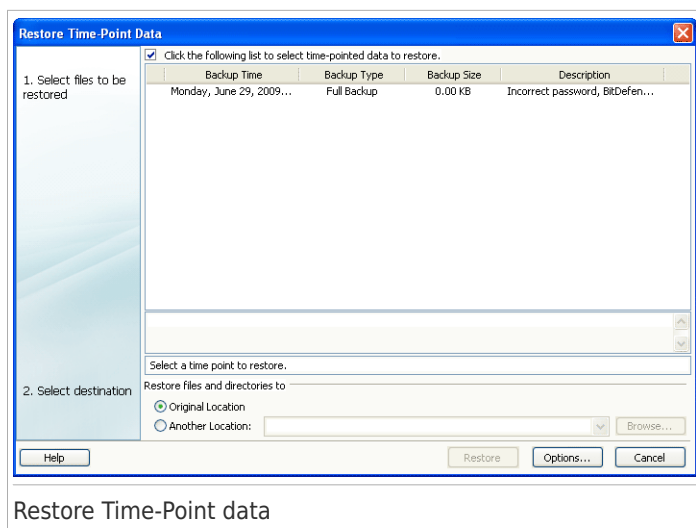 Restore Time-Point Data
Click the following list to select time-pointed data to restore.
1. Select files to be
restored
Backup Time Backup Type Backup Size Description
Monday, June 29, 2009... Full Backup 0.00 KB Incorrect password, BitDefen...
Select a time point to restore.
2. Select destination
Restore files and directories to
Original Location
Another Location: Browse...
Help Restore Options... Cancel
Restore Time-Point data